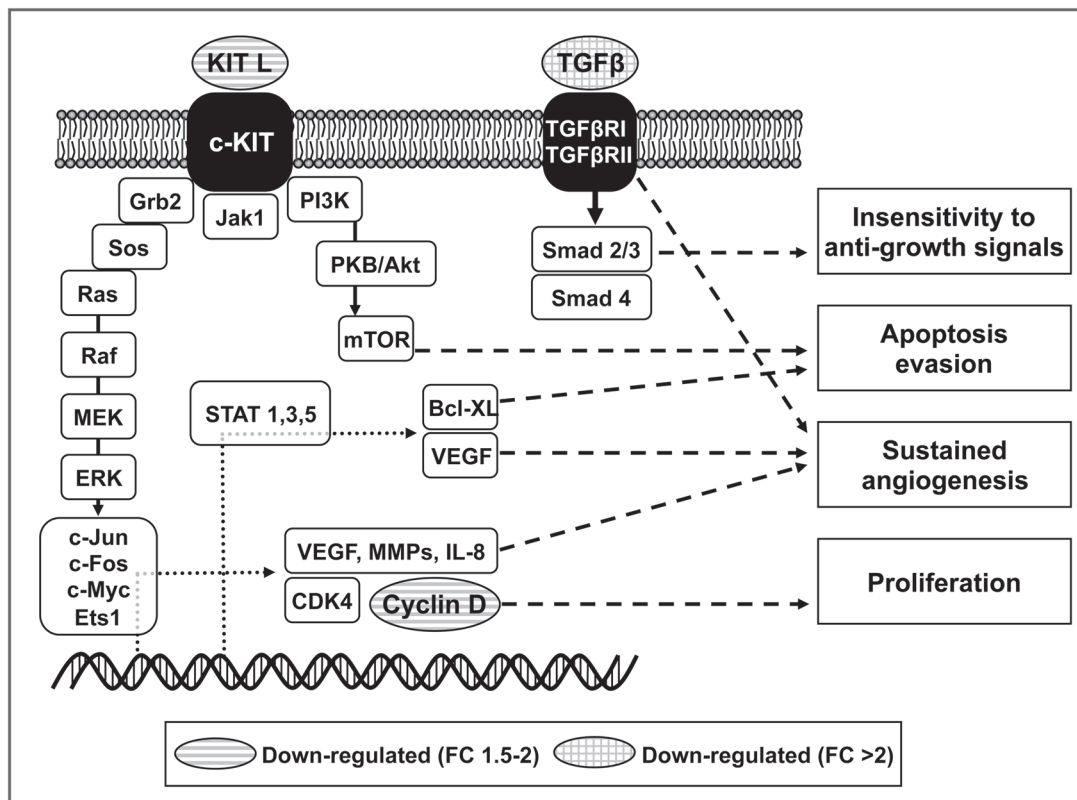 KIT L
TGFβ
c-KIT
TGFβRI
TGFβRII
Grb2
Jak1
PI3K
Sos
PKB/Akt
Smad 2/3
Smad 4
Insensitivity to
anti-growth signals
Ras
Raf
mTOR
Apoptosis
evasion
MEK
STAT 1,3,5
Bcl-XL
VEGF
Sustained
angiogenesis
ERK
c-Jun
c-Fos
c-Myc
Ets1
VEGF, MMPs, IL-8
CDK4
Cyclin D
Proliferation
Down-regulated (FC 1.5-2)
Down-regulated (FC >2)